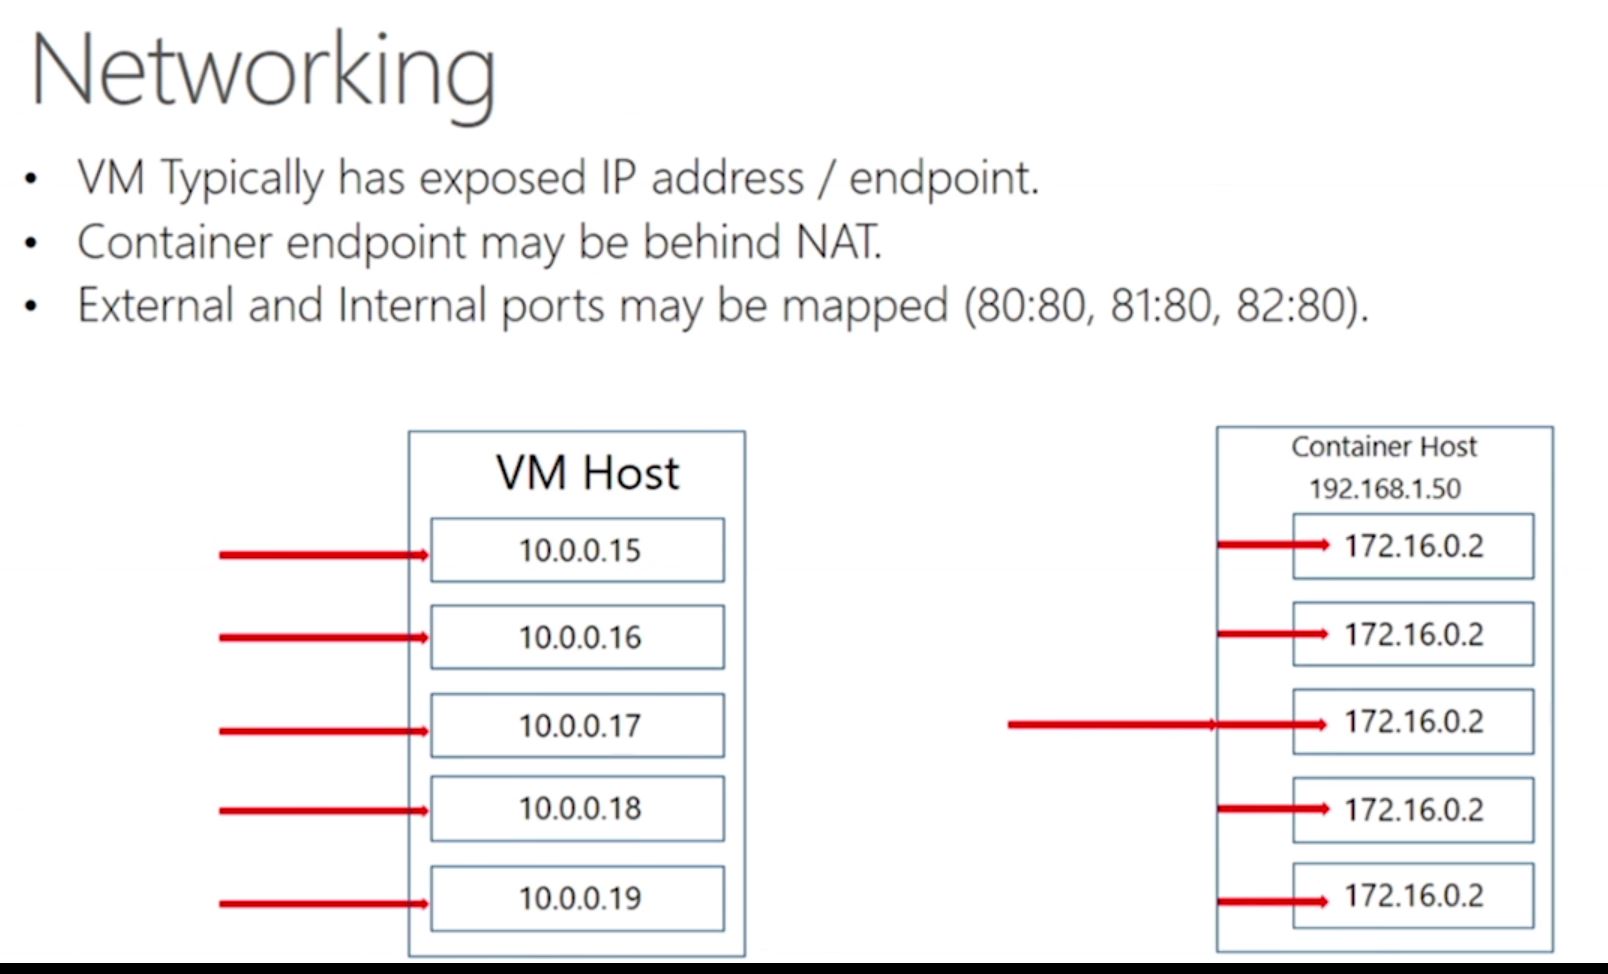 Networking
• VM Typically has exposed IP address / endpoint.
• Container endpoint may be behind NAT.
• External and Internal ports may be mapped (80:80, 81:80, 82:80).
VM Host
10.0.0.15
10.0.0.16
10.0.0.17
10.0.0.18
10.0.0.19
Container Host
192.168.1.50
172.16.0.2
172.16.0.2
172.16.0.2
172.16.0.2
172.16.0.2